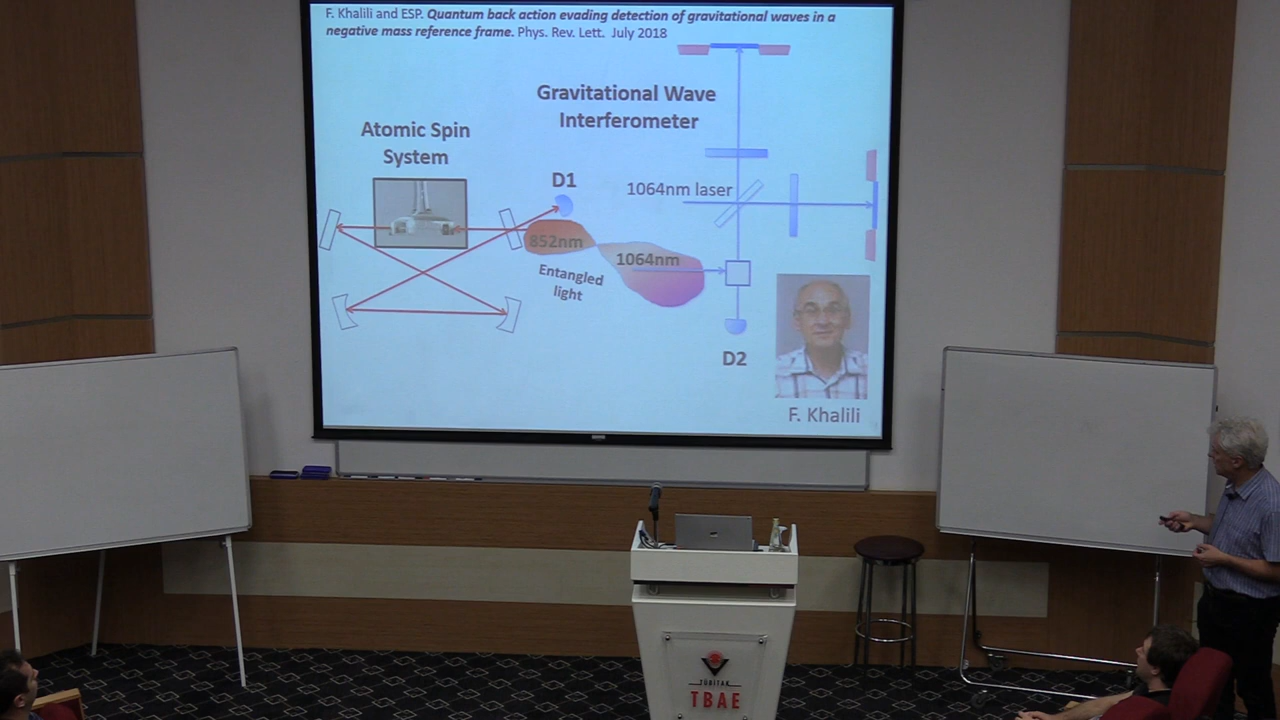 F. Khalili and ESP. Quantum back action evading detection of gravitational waves in a
negative mass reference frame. Phys. Rev. Lett. July 2018
Gravitational Wave
Interferometer
Atomic Spin
System
D1
1064nm laser
852nm
1064nm
Entangled
light
D2
F. Khalili
TÜBİTAK
TBAE